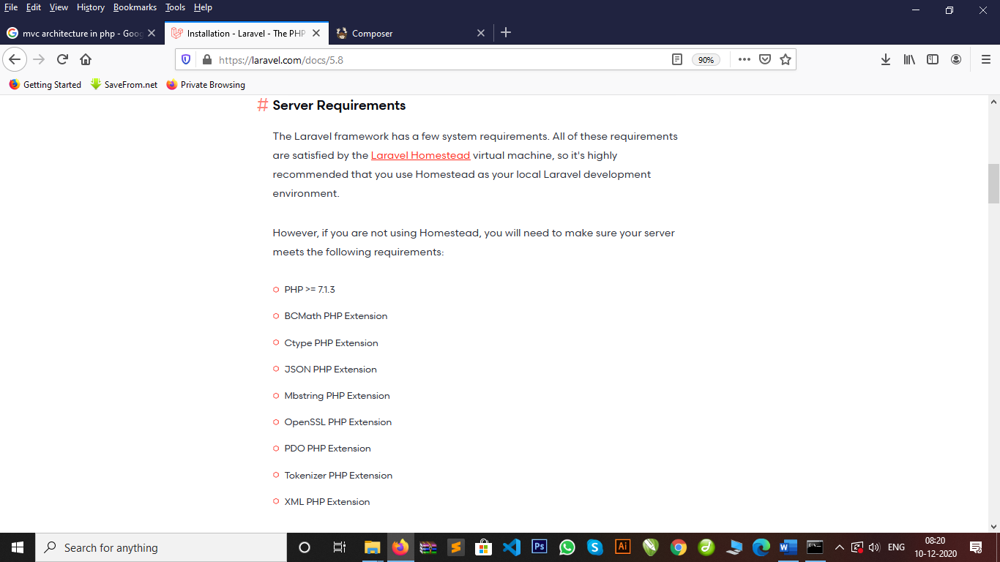 File Edit View History Bookmarks Tools Help
mvc architecture in php - Goog
Installation - Laravel - The PHP
Composer
https://laravel.com/docs/5.8
90%
Getting Started
SaveFrom.net
Private Browsing
# Server Requirements
The Laravel framework has a few system requirements. All of these requirements
are satisfied by the Laravel Homestead virtual machine, so it's highly
recommended that you use Homestead as your local Laravel development
environment.
However, if you are not using Homestead, you will need to make sure your server
meets the following requirements:
PHP >= 7.1.3
BCMath PHP Extension
Ctype PHP Extension
JSON PHP Extension
Mbstring PHP Extension
OpenSSL PHP Extension
PDO PHP Extension
Tokenizer PHP Extension
XML PHP Extension
Search for anything
Ps
Ai
ENG
08:20
10-12-2020